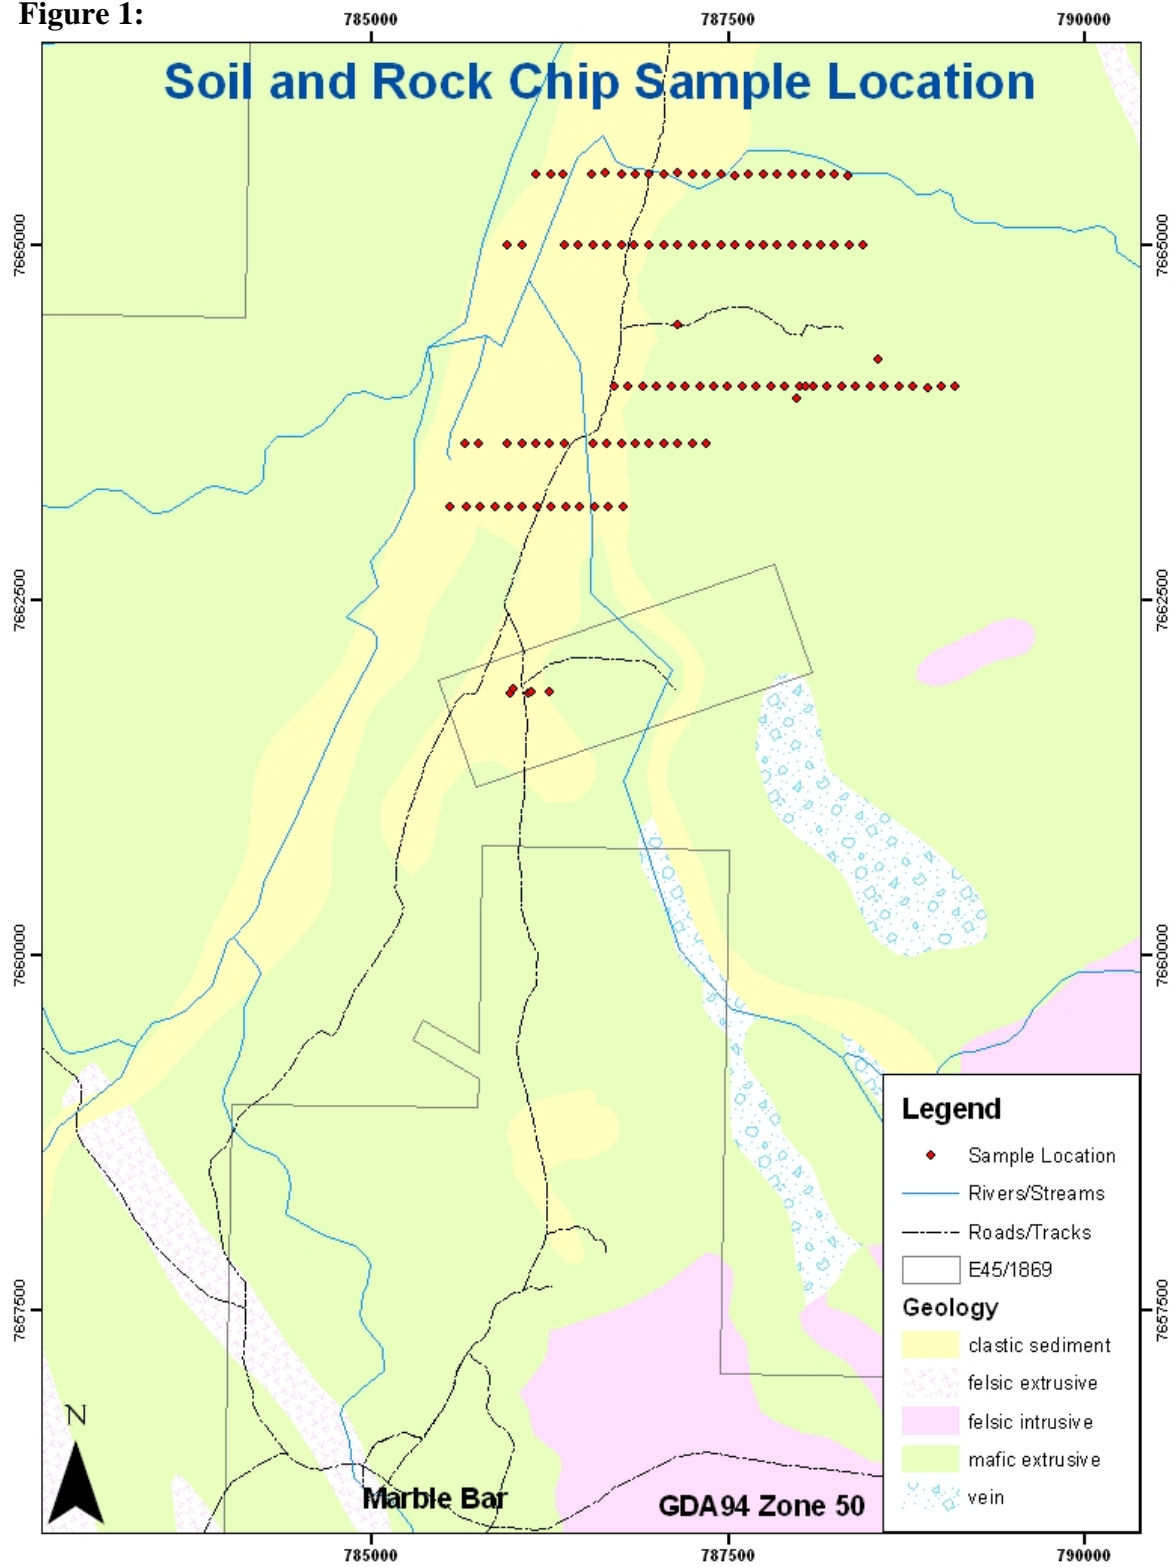 Figure 1:
785000 787500 790000
Soil and Rock Chip Sample Location
7665000 7665000
7662500 7662500
7660000 7660000
7657500 7657500
Legend
Sample Location
Rivers/Streams
Roads/Tracks
E45/1869
Geology
clastic sediment
felsic extrusive
felsic intrusive
mafic extrusive
vein
N
Marble Bar
GDA94 Zone 50
785000 787500 790000